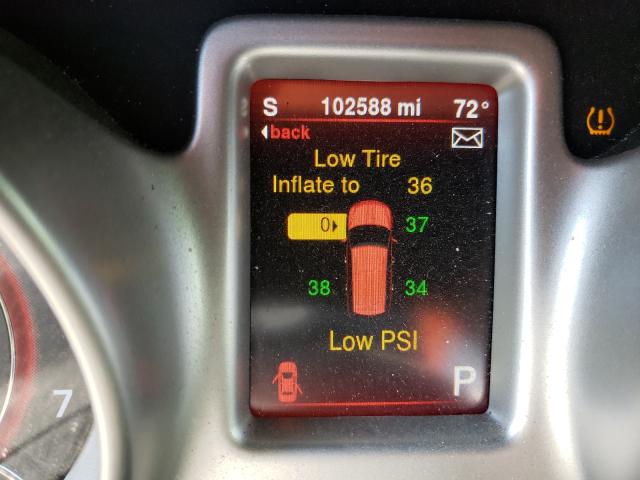 S 102588 mi 72°
back
Low Tire
Inflate to 36
0 37
38 34
Low PSI
P
7